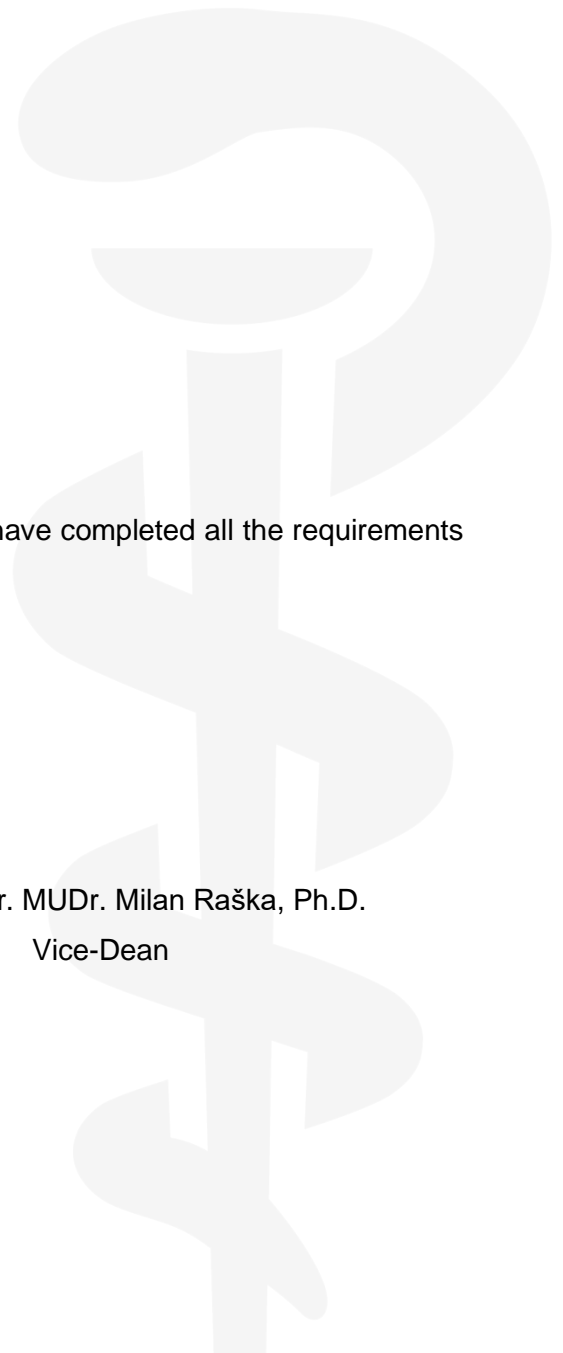 have completed all the requirements
r. MUDr. Milan Raška, Ph.D.
Vice-Dean